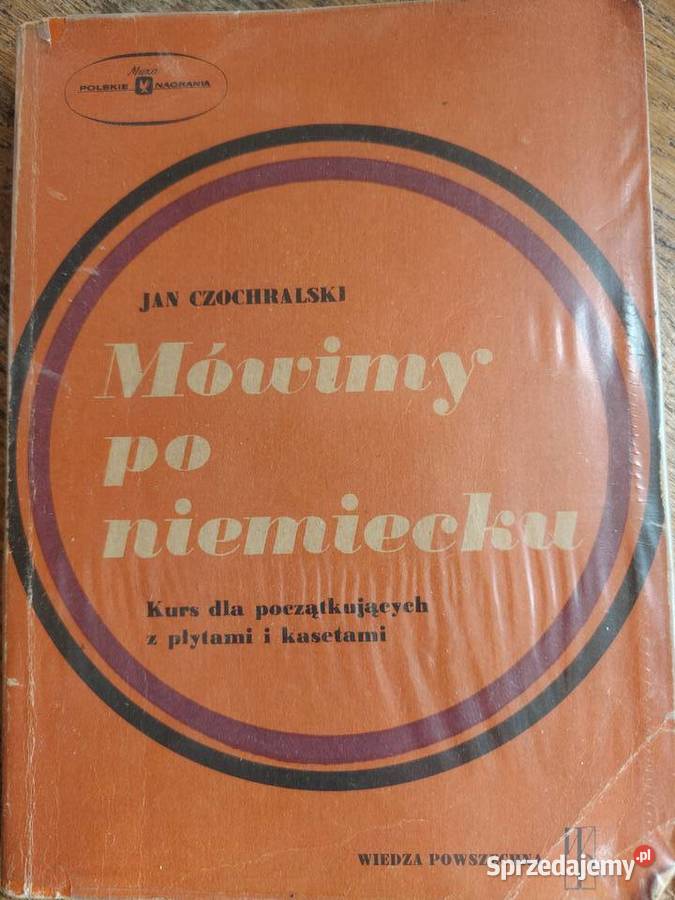 Muza
POLSKIE NAGRANIA
JAN CZOCHRALSKI
Mówimy
po
niemiecku
Kurs dla początkujących
z płytami i kasetami
WIEDZA POWSZECHNA
Sprzedajemy.pl